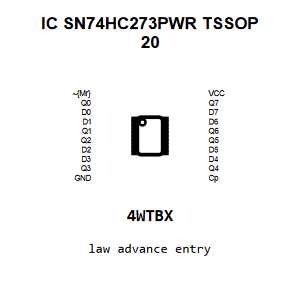 IC SN74HC273PWR TSSOP
20
~{Mr}
Q0
D0
D1
Q1
Q2
D2
D3
Q3
GND
VCC
Q7
D7
D6
Q6
Q5
D5
D4
Q4
Cp
4WTBX
law advance entry